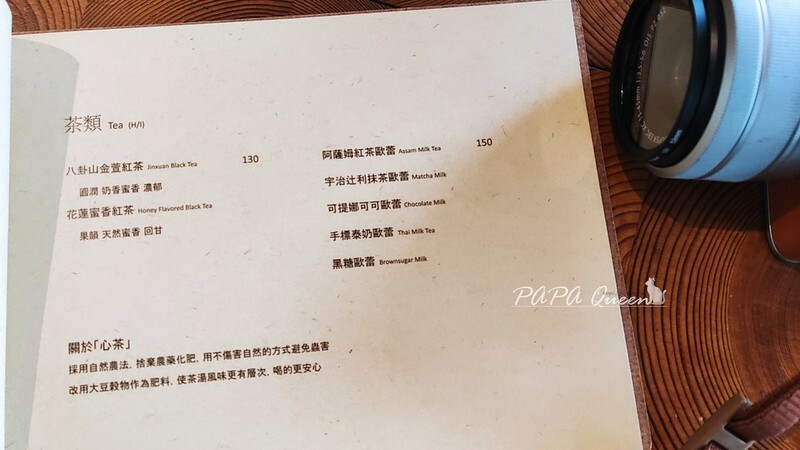 茶類 Tea (H/I)
八卦山金萱紅茶 Jinxuan Black Tea 130
圓潤 奶香蜜香 濃郁
花蓮蜜香紅茶 Honey Flavored Black Tea
果韻 天然蜜香 回甘
阿薩姆紅茶歐蕾 Assam Milk Tea 150
宇治辻利抹茶歐蕾 Matcha Milk
可提娜可可歐蕾 Chocolate Milk
手標泰奶歐蕾 Thai Milk Tea
黑糖歐蕾 Brownsugar Milk
關於「心茶」
採用自然農法, 捨棄農藥化肥, 用不傷害自然的方式避免蟲害
改用大豆穀物作為肥料, 使茶湯風味更有層次, 喝的更安心
PAPA Queen